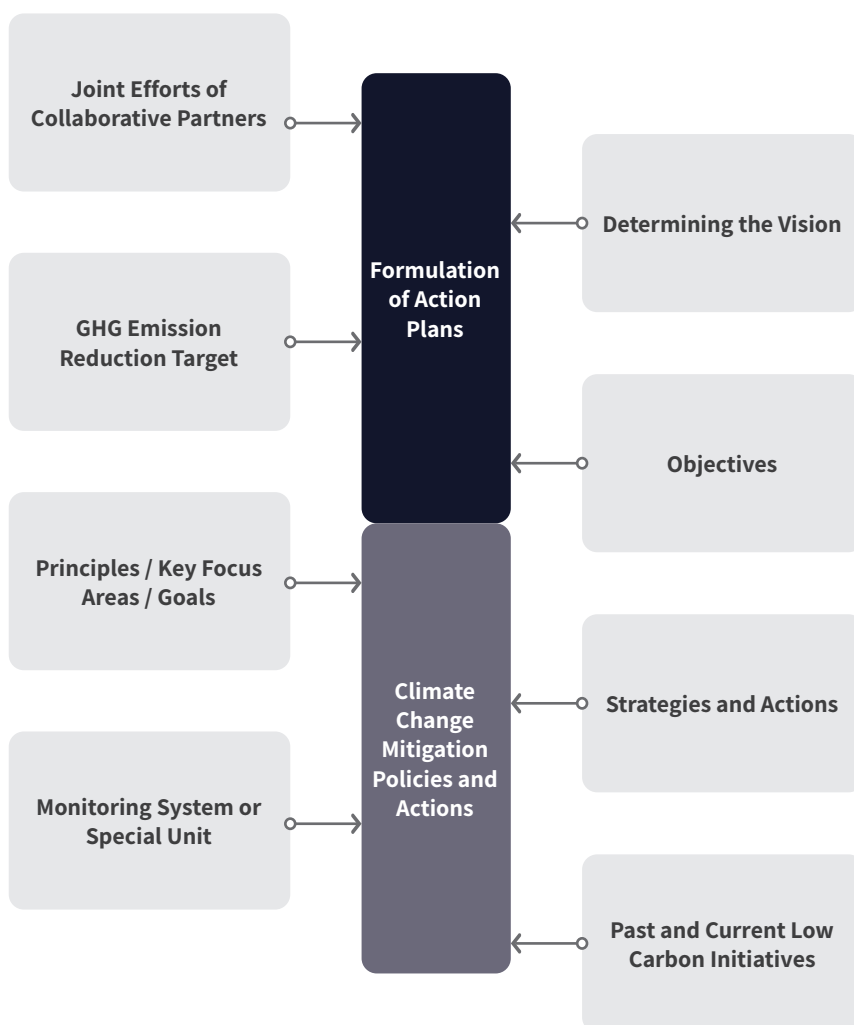 Joint Efforts of
Collaborative Partners
Determining the Vision
Formulation
of Action
Plans
GHG Emission
Reduction Target
Objectives
Principles / Key Focus
Areas / Goals
Climate
Change
Mitigation
Policies and
Actions
Strategies and Actions
Monitoring System or
Special Unit
Past and Current Low
Carbon Initiatives